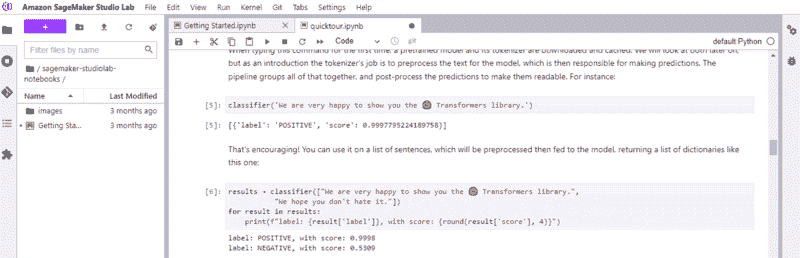 Amazon SageMaker Studio Lab File Edit View Run Kernel Git Tabs Settings Help
Filter files by name
/ sagemaker-studiolab-notebooks /
Name Last Modified
images 3 months ago
Getting Sta... 3 months ago
Getting Started.ipynb quicktour.ipynb
Code default:Python
When typing this command for the first time, a pretrained model and its tokenizer are downloaded and cached. We will look at both later on,
but as an introduction the tokenizer's job is to preprocess the text for the model, which is then responsible for making predictions. The
pipeline groups all of that together, and post-process the predictions to make them readable. For instance:
[5]: classifier('We are very happy to show you the 🤗 Transformers library.')
[5]: [{'label': 'POSITIVE', 'score': 0.9997795224189758}]
That's encouraging! You can use it on a list of sentences, which will be preprocessed then fed to the model, returning a list of dictionaries like
this one:
[6]: results = classifier(["We are very happy to show you the 🤗 Transformers library.",
"We hope you don't hate it."])
for result in results:
print(f"label: {result['label']}, with score: {round(result['score'], 4)}")
label: POSITIVE, with score: 0.9998
label: NEGATIVE, with score: 0.5309